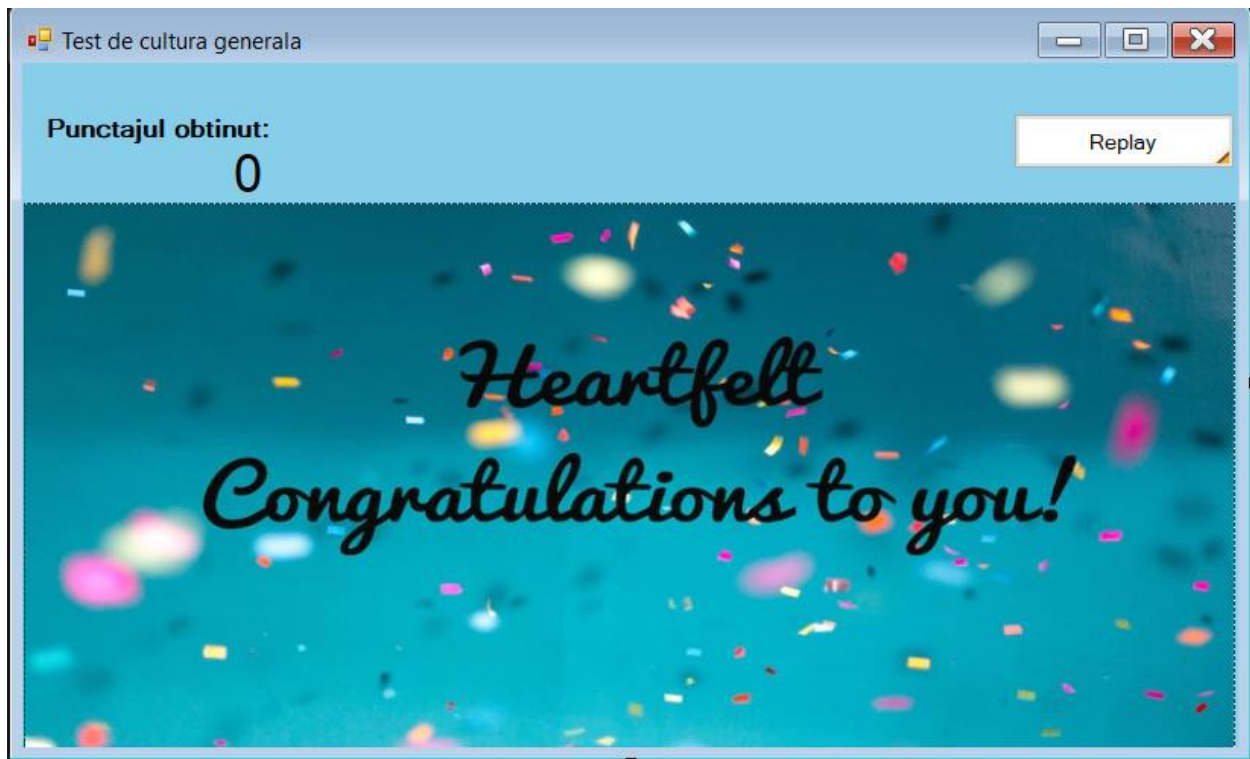 Test de cultura generala
Punctajul obtinut:
0
Replay
Heartfelt
Congratulations to you!